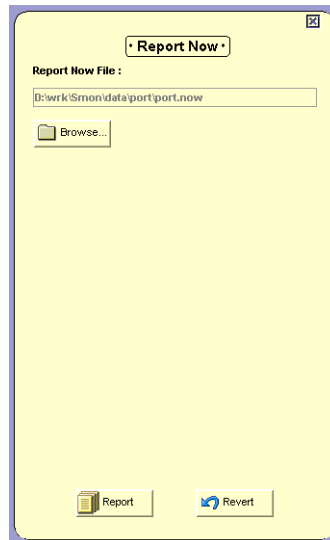 • Report Now •
Report Now File :
D:\wrk\Smon\data\port\port.now
Browse...
Report
Revert